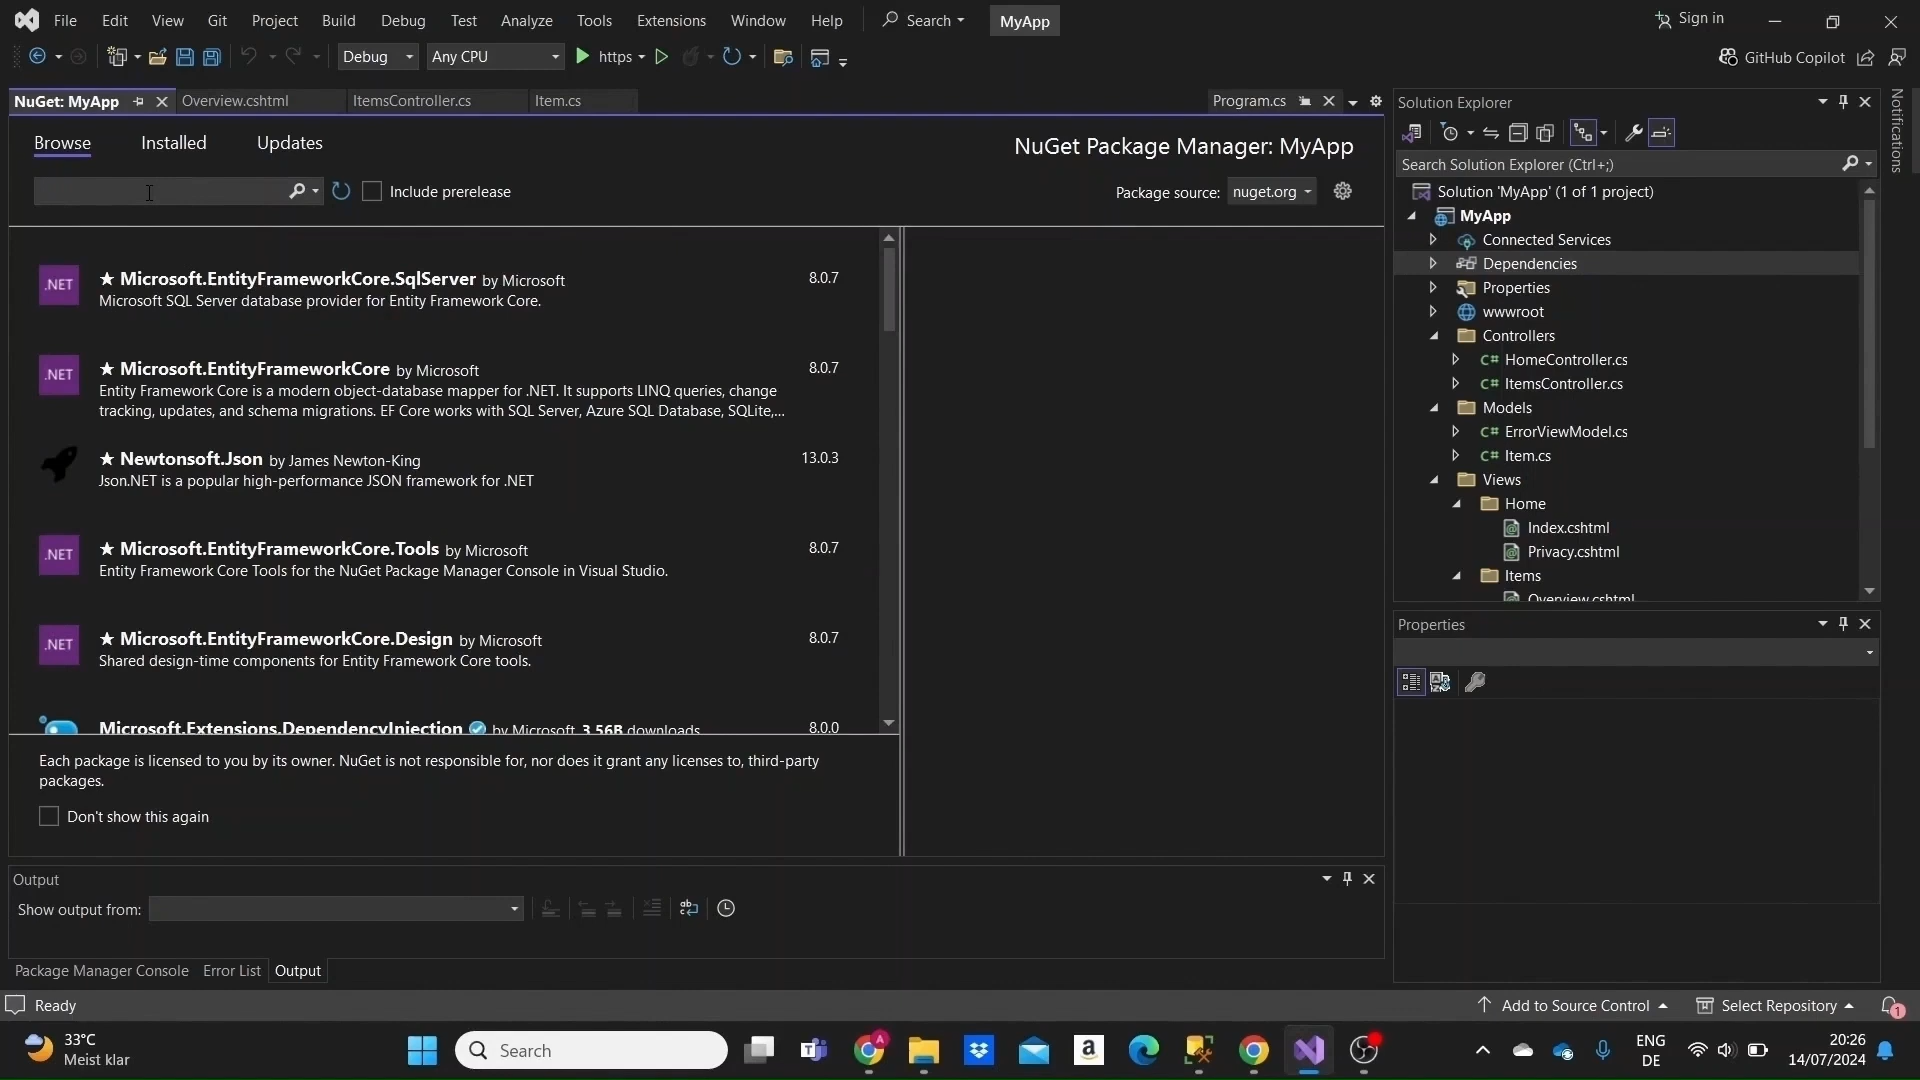 File Edit View Git Project Build Debug Test Analyze Tools Extensions Window Help Search MyApp Sign in
Debug Any CPU https GitHub Copilot
NuGet: MyApp Overview.cshtml ItemsController.cs Item.cs Program.cs
Browse Installed Updates
NuGet Package Manager: MyApp
Include prerelease
Package source: nuget.org
.NET
Microsoft.EntityFrameworkCore.SqlServer by Microsoft 8.0.7
Microsoft SQL Server database provider for Entity Framework Core.
.NET
Microsoft.EntityFrameworkCore by Microsoft 8.0.7
Entity Framework Core is a modern object-database mapper for .NET. It supports LINQ queries, change
tracking, updates, and schema migrations. EF Core works with SQL Server, Azure SQL Database, SQLite,...
Newtonsoft.Json by James Newton-King 13.0.3
Json.NET is a popular high-performance JSON framework for .NET
.NET
Microsoft.EntityFrameworkCore.Tools by Microsoft 8.0.7
Entity Framework Core Tools for the NuGet Package Manager Console in Visual Studio.
.NET
Microsoft.EntityFrameworkCore.Design by Microsoft 8.0.7
Shared design-time components for Entity Framework Core tools.
Microsoft.Extensions.DependencyInjection by Microsoft, 3.56B downloads 8.0.0
Each package is licensed to you by its owner. NuGet is not responsible for, nor does it grant any licenses to, third-party
packages.
Don't show this again
Output
Show output from:
Package Manager Console Error List Output
Solution Explorer
Search Solution Explorer (Ctrl+;)
Solution 'MyApp' (1 of 1 project)
MyApp
Connected Services
Dependencies
Properties
wwwroot
Controllers
C# HomeController.cs
C# ItemsController.cs
Models
C# ErrorViewModel.cs
C# Item.cs
Views
Home
Index.cshtml
Privacy.cshtml
Items
Overview.cshtml
Properties
Notifications
Ready Add to Source Control Select Repository 1
33°C
Meist klar
Search
A
ENG
DE
20:26
14/07/2024